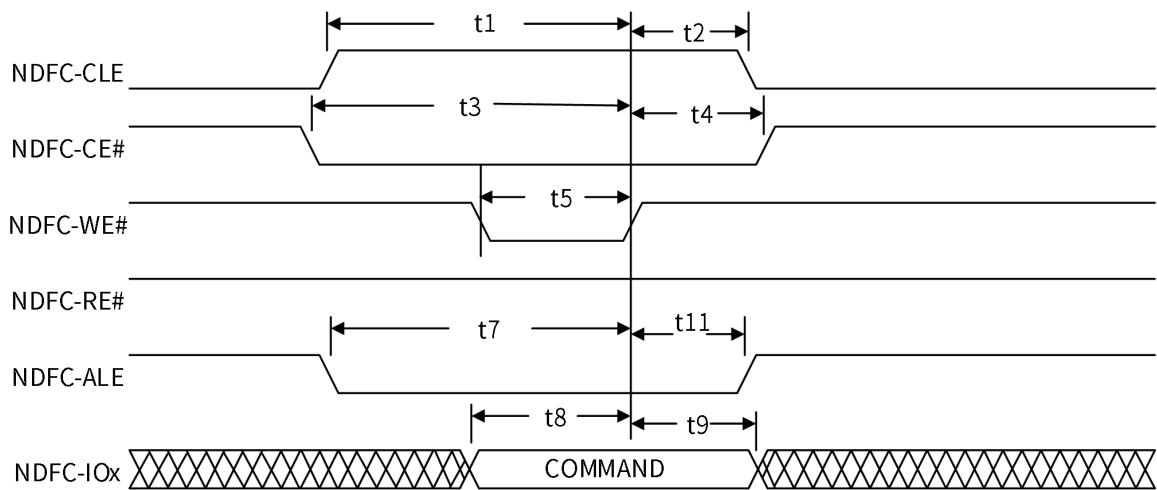 t1
t2
NDFC-CLE
t3
t4
NDFC-CE#
t5
NDFC-WE#
NDFC-RE#
t7
t11
NDFC-ALE
t8
t9
NDFC-IOx
COMMAND